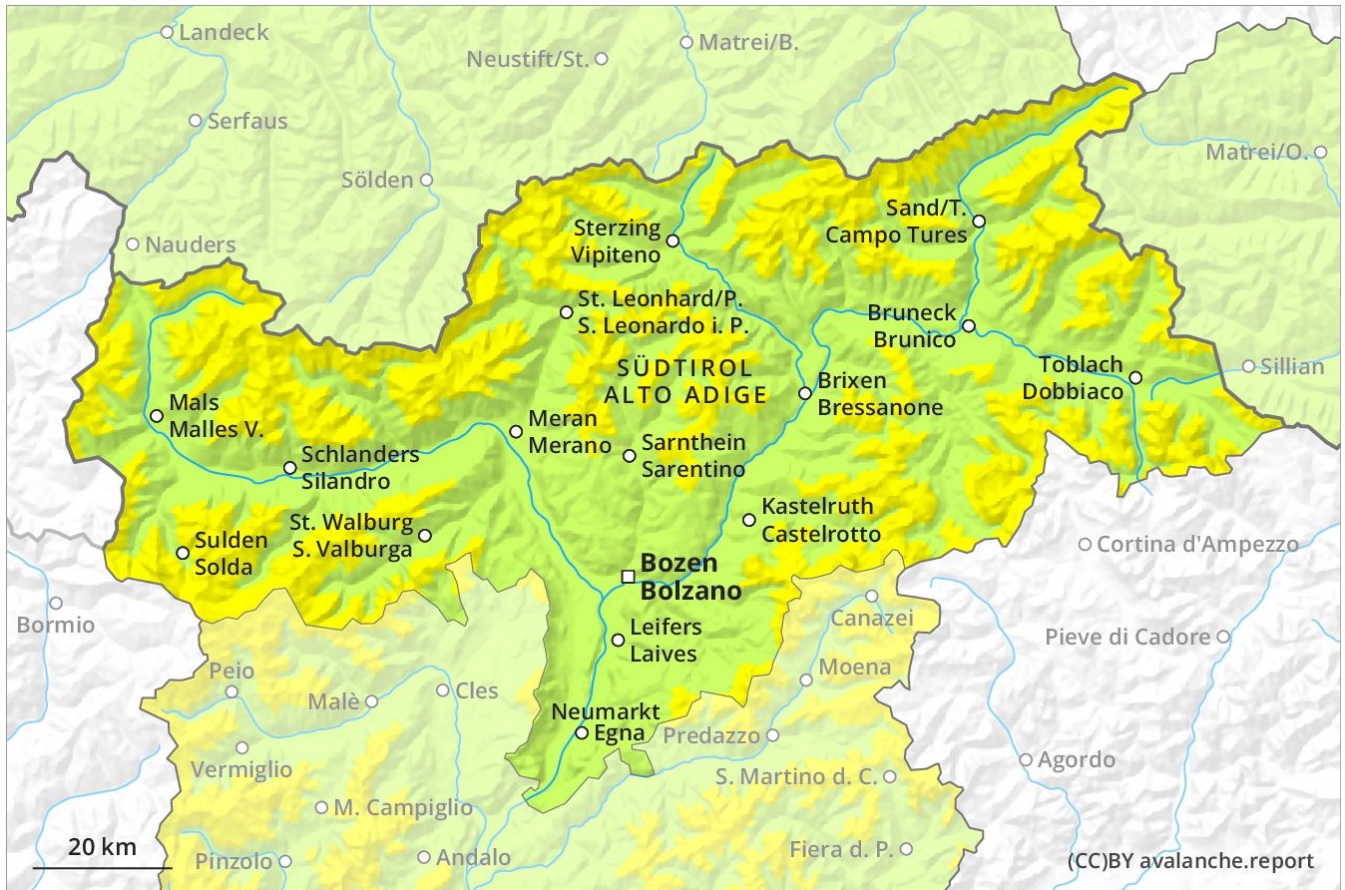 Landeck
Neustift/St.
Matrei/B.
Serfaus
Matrei/O.
Sölden
Nauders
Sand/T.
Campo Tures
Sterzing
Vipiteno
St. Leonhard/P.
S. Leonardo i. P.
Bruneck
Brunico
SÜDTIROL
ALTO ADIGE
Toblach
Dobbiaco
Sillian
Brixen
Bressanone
Mals
Malles V.
Meran
Merano
Sarnthein
Sarentino
Schlanders
Silandro
Kastelruth
Castelrotto
St. Walburg
S. Valburga
Sulden
Solda
Cortina d'Ampezzo
Bozen
Bolzano
Bormio
Canazei
Leifers
Laives
Pieve di Cadore
Peio
Moena
Malè
Cles
Neumarkt
Egna
Predazzo
Vermiglio
Agordo
S. Martino d. C.
M. Campiglio
20 km
Pinzolo
Andalo
Fiera d. P.
(CC)BY avalanche.report